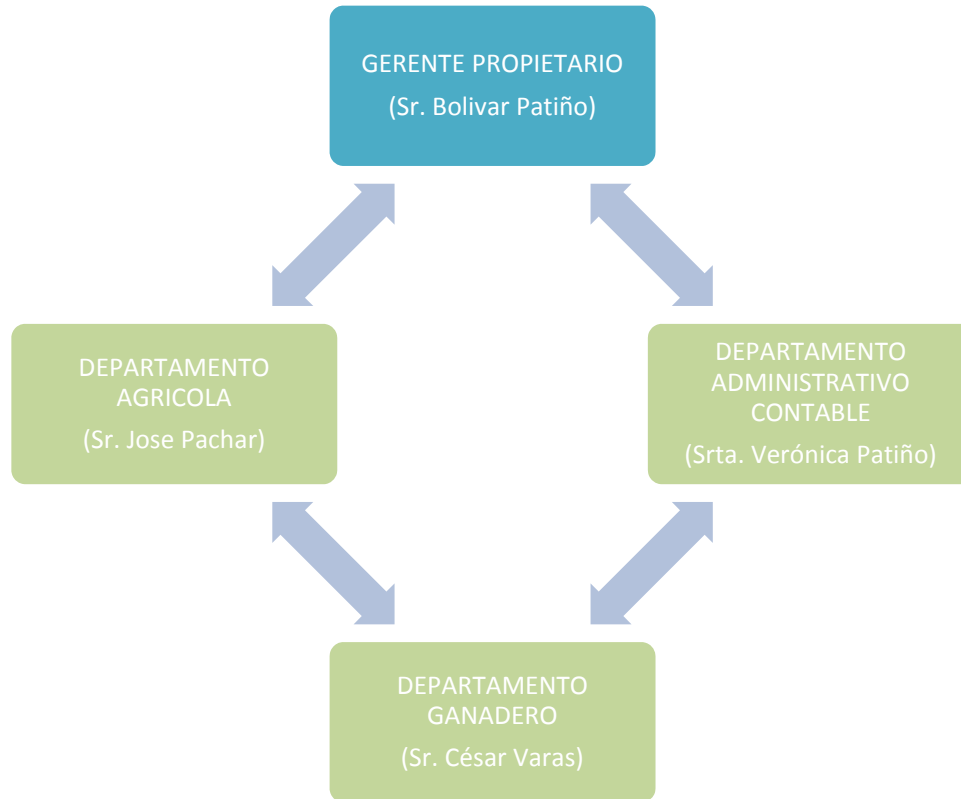 GERENTE PROPIETARIO
(Sr. Bolivar Patiño)
DEPARTAMENTO
AGRICOLA
(Sr. Jose Pachar)
DEPARTAMENTO
ADMINISTRATIVO
CONTABLE
(Srta. Verónica Patiño)
DEPARTAMENTO
GANADERO
(Sr. César Varas)